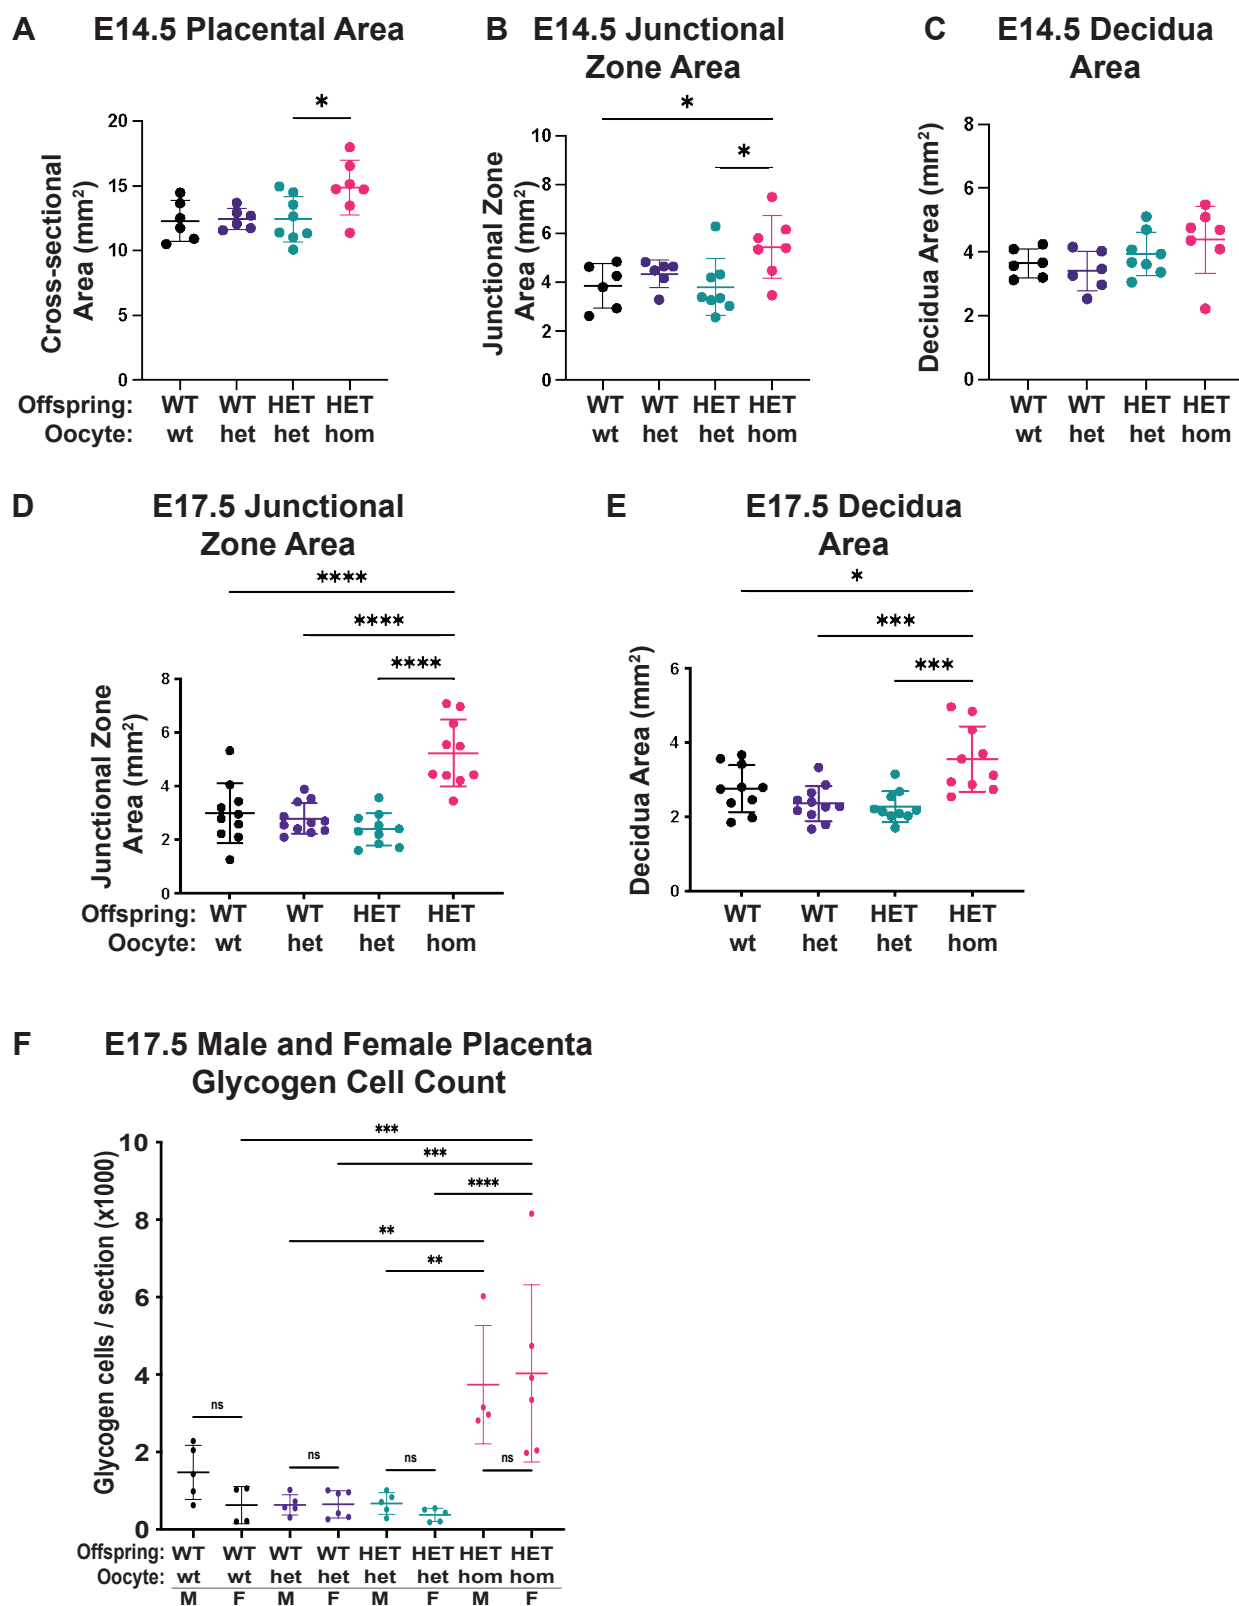 A
E14.5 Placental Area
*
20
15
10
5
0
Cross-sectional
Area (mm²)
Offspring: WT WT HET HET
Oocyte: wt het het hom
B
E14.5 Junctional
Zone Area
*
*
10
8
6
4
2
0
Junctional Zone
Area (mm²)
WT WT HET HET
wt het het hom
C
E14.5 Decidua
Area
8
6
4
2
0
Decidua Area (mm²)
WT WT HET HET
wt het het hom
D
E17.5 Junctional
Zone Area
****
****
****
8
6
4
2
0
Junctional Zone
Area (mm²)
Offspring: WT WT HET HET
Oocyte: wt het het hom
E
E17.5 Decidua
Area
*
***
***
6
4
2
0
Decidua Area (mm²)
WT WT HET HET
wt het het hom
F
E17.5 Male and Female Placenta
Glycogen Cell Count
***
***
****
**
**
ns
ns
ns
ns
10
8
6
4
2
0
Glycogen cells / section (x1000)
Offspring: WT WT WT WT HET HET HET HET
Oocyte: wt wt het het het het hom hom
M F M F M F M F